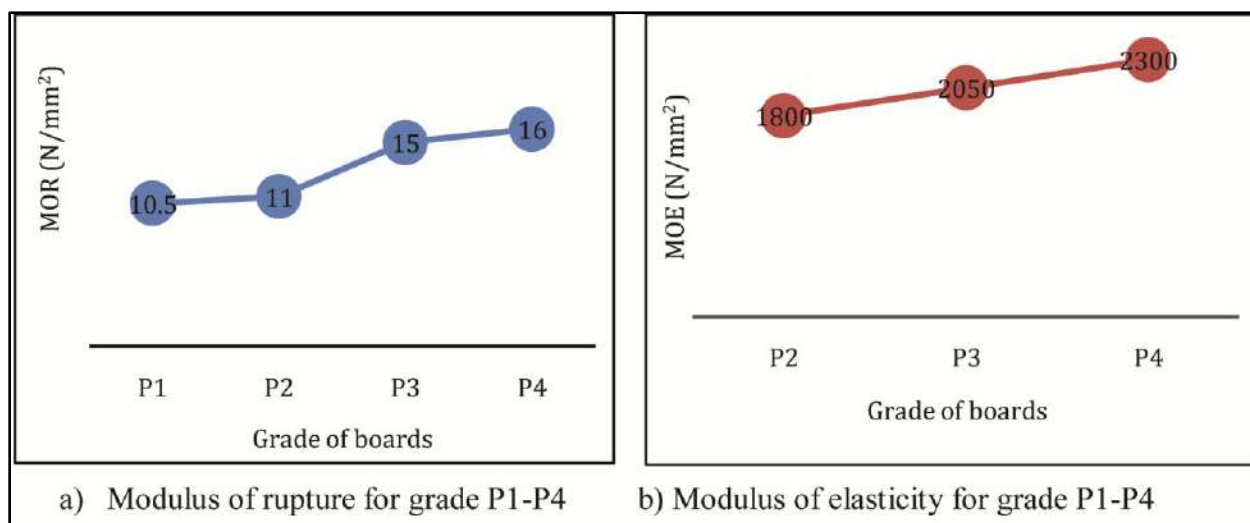 MOR (N/mm²)
10.5
11
15
16
P1 P2 P3 P4
Grade of boards
MOE (N/mm²)
1800
2050
2300
P2 P3 P4
Grade of boards
a) Modulus of rupture for grade P1-P4
b) Modulus of elasticity for grade P1-P4